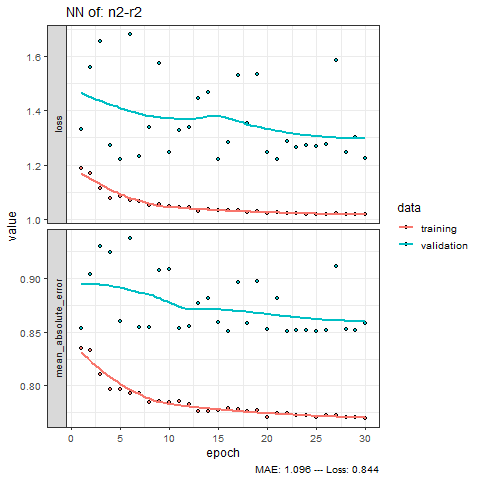 NN of: n2-r2
1.6
1.4
1.2
1.0
loss
value
0.90
0.85
0.80
mean_absolute_error
0 5 10 15 20 25 30
epoch
data
training
validation
MAE: 1.096 --- Loss: 0.844